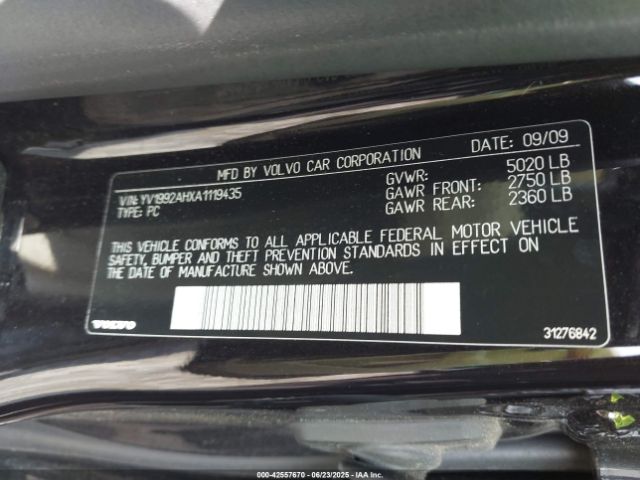 MFD BY VOLVO CAR CORPORATION DATE: 09/09
VIN: YV1992AHXA1119435
TYPE: PC
GVWR: 5020 LB
GAWR FRONT: 2750 LB
GAWR REAR: 2360 LB
THIS VEHICLE CONFORMS TO ALL APPLICABLE FEDERAL MOTOR VEHICLE
SAFETY, BUMPER AND THEFT PREVENTION STANDARDS IN EFFECT ON
THE DATE OF MANUFACTURE SHOWN ABOVE.
VOLVO 31276842
000-42557670 06/23/2025 IAA